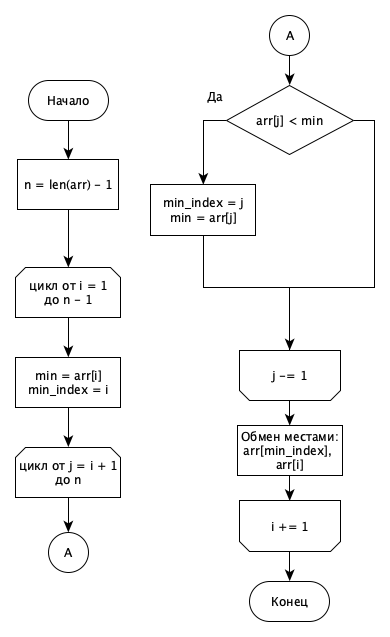 Начало
n = len(arr) - 1
цикл от i = 1
до n - 1
min = arr[i]
min_index = i
цикл от j = i + 1
до n
A
A
Да
arr[j] < min
min_index = j
min = arr[j]
j -= 1
Обмен местами:
arr[min_index],
arr[i]
i += 1
Конец